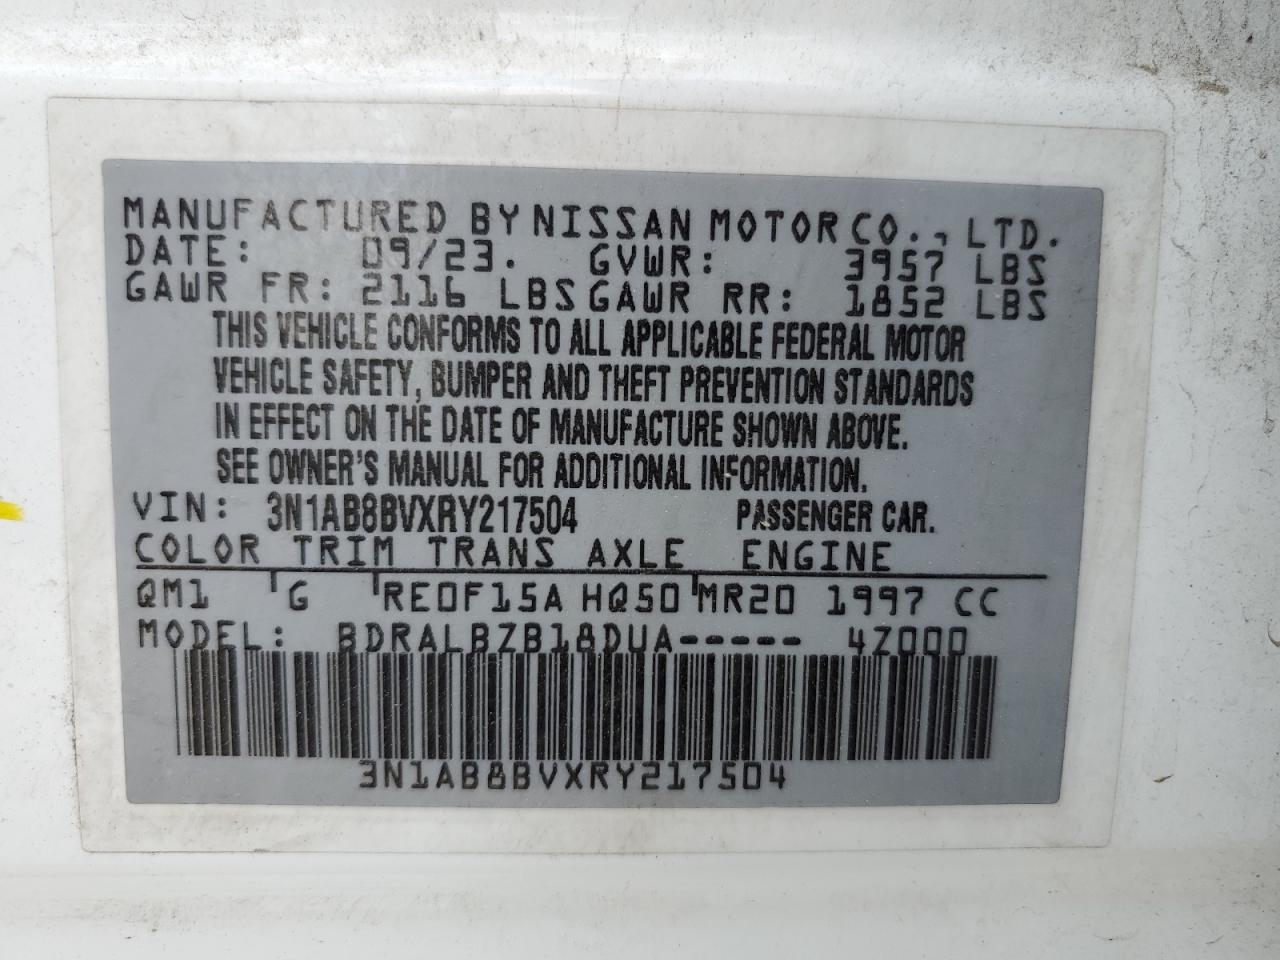 MANUFACTURED BY NISSAN MOTOR CO., LTD.
DATE: 09/23. GVWR: 3957 LBS
GAWR FR: 2116 LBS GAWR RR: 1852 LBS
THIS VEHICLE CONFORMS TO ALL APPLICABLE FEDERAL MOTOR
VEHICLE SAFETY, BUMPER AND THEFT PREVENTION STANDARDS
IN EFFECT ON THE DATE OF MANUFACTURE SHOWN ABOVE.
SEE OWNER'S MANUAL FOR ADDITIONAL INFORMATION.
VIN: 3N1AB8BVXRY217504 PASSENGER CAR.
COLOR TRIM TRANS AXLE ENGINE
QM1 G RE0F15A HQ50 MR20 1997 CC
MODEL: BDRALBZB18DUA----- 4Z000
3N1AB8BVXRY217504